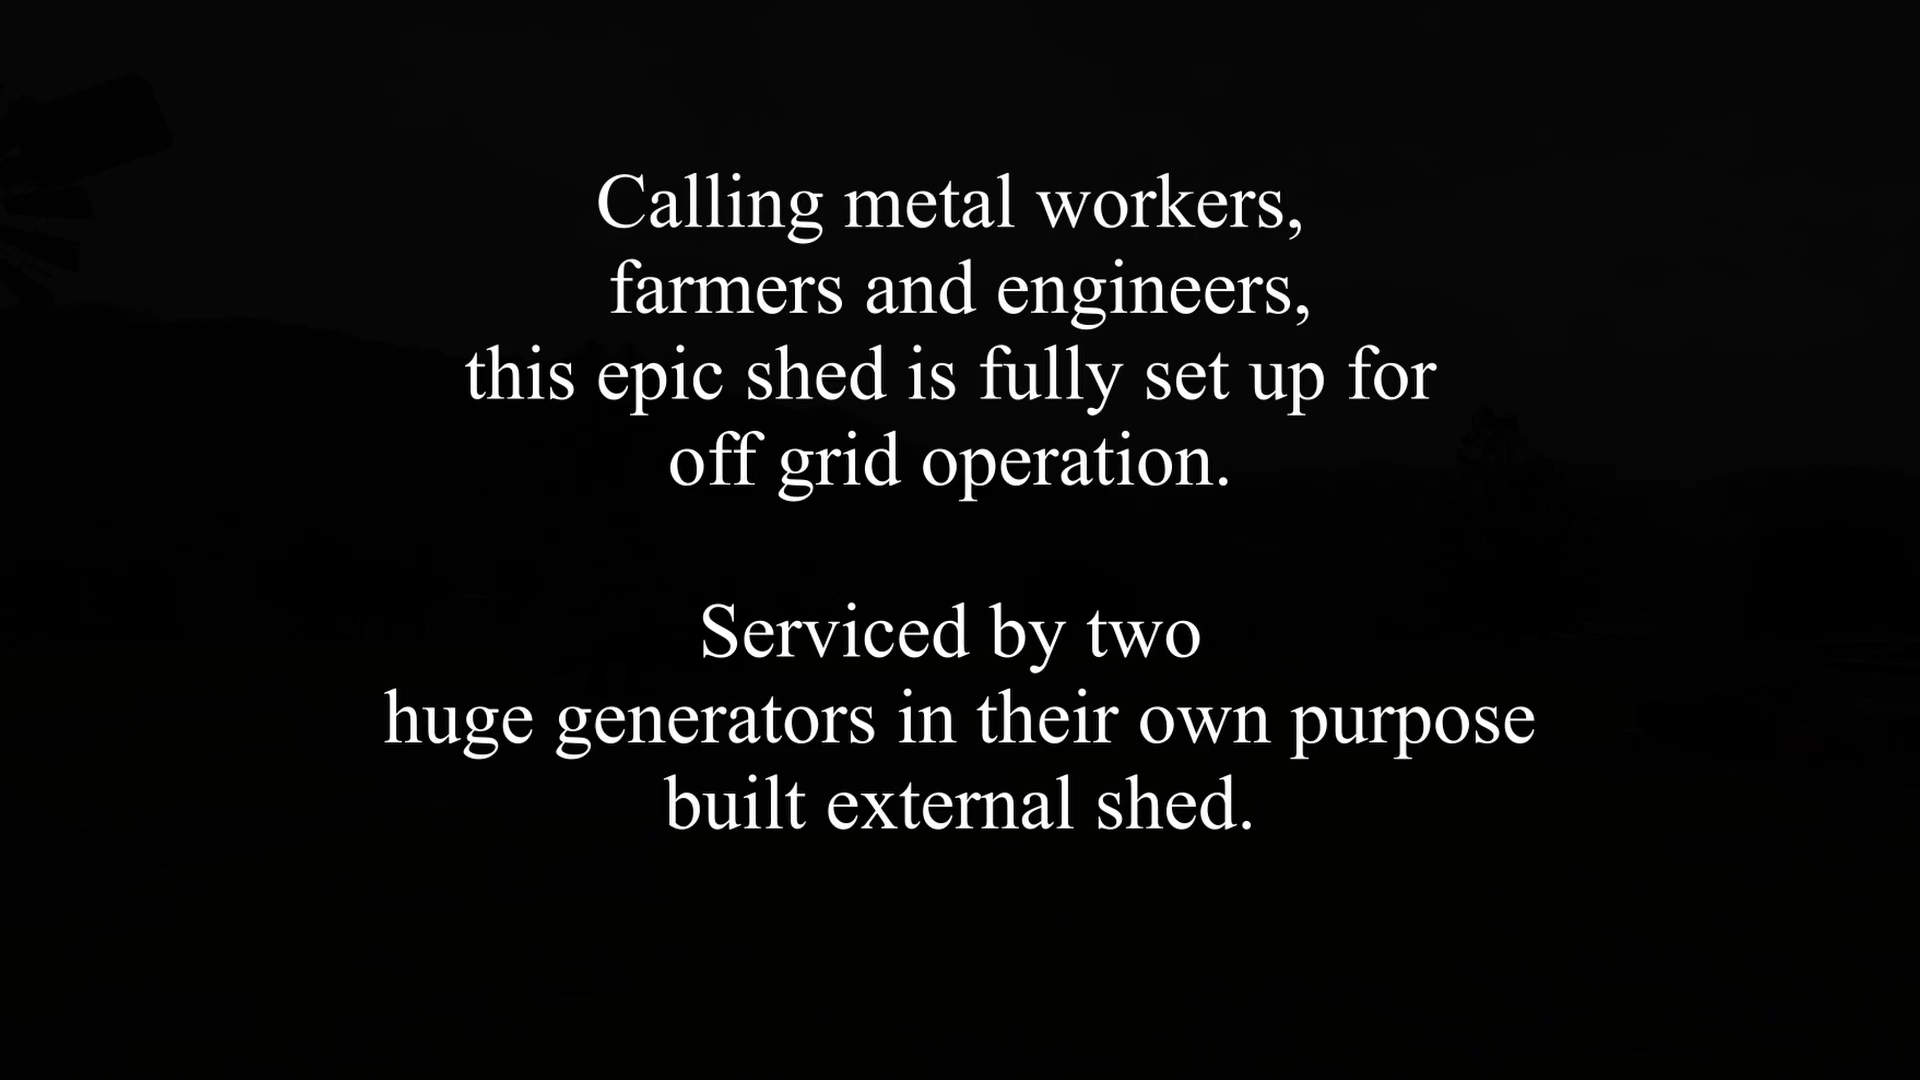 Calling metal workers,
farmers and engineers,
this epic shed is fully set up for
off grid operation.
Serviced by two
huge generators in their own purpose
built external shed.